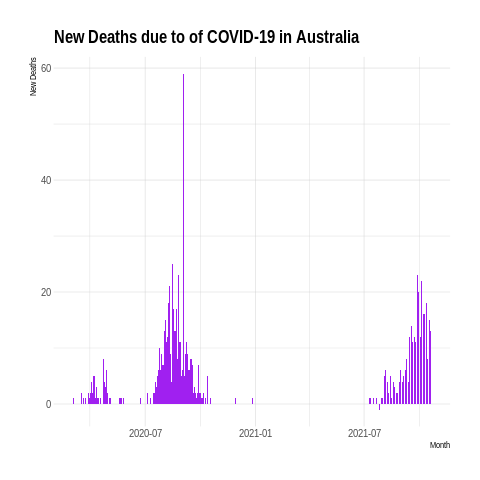 New Deaths due to of COVID-19 in Australia
New Deaths
60
40
20
0
2020-07
2021-01
2021-07
Month